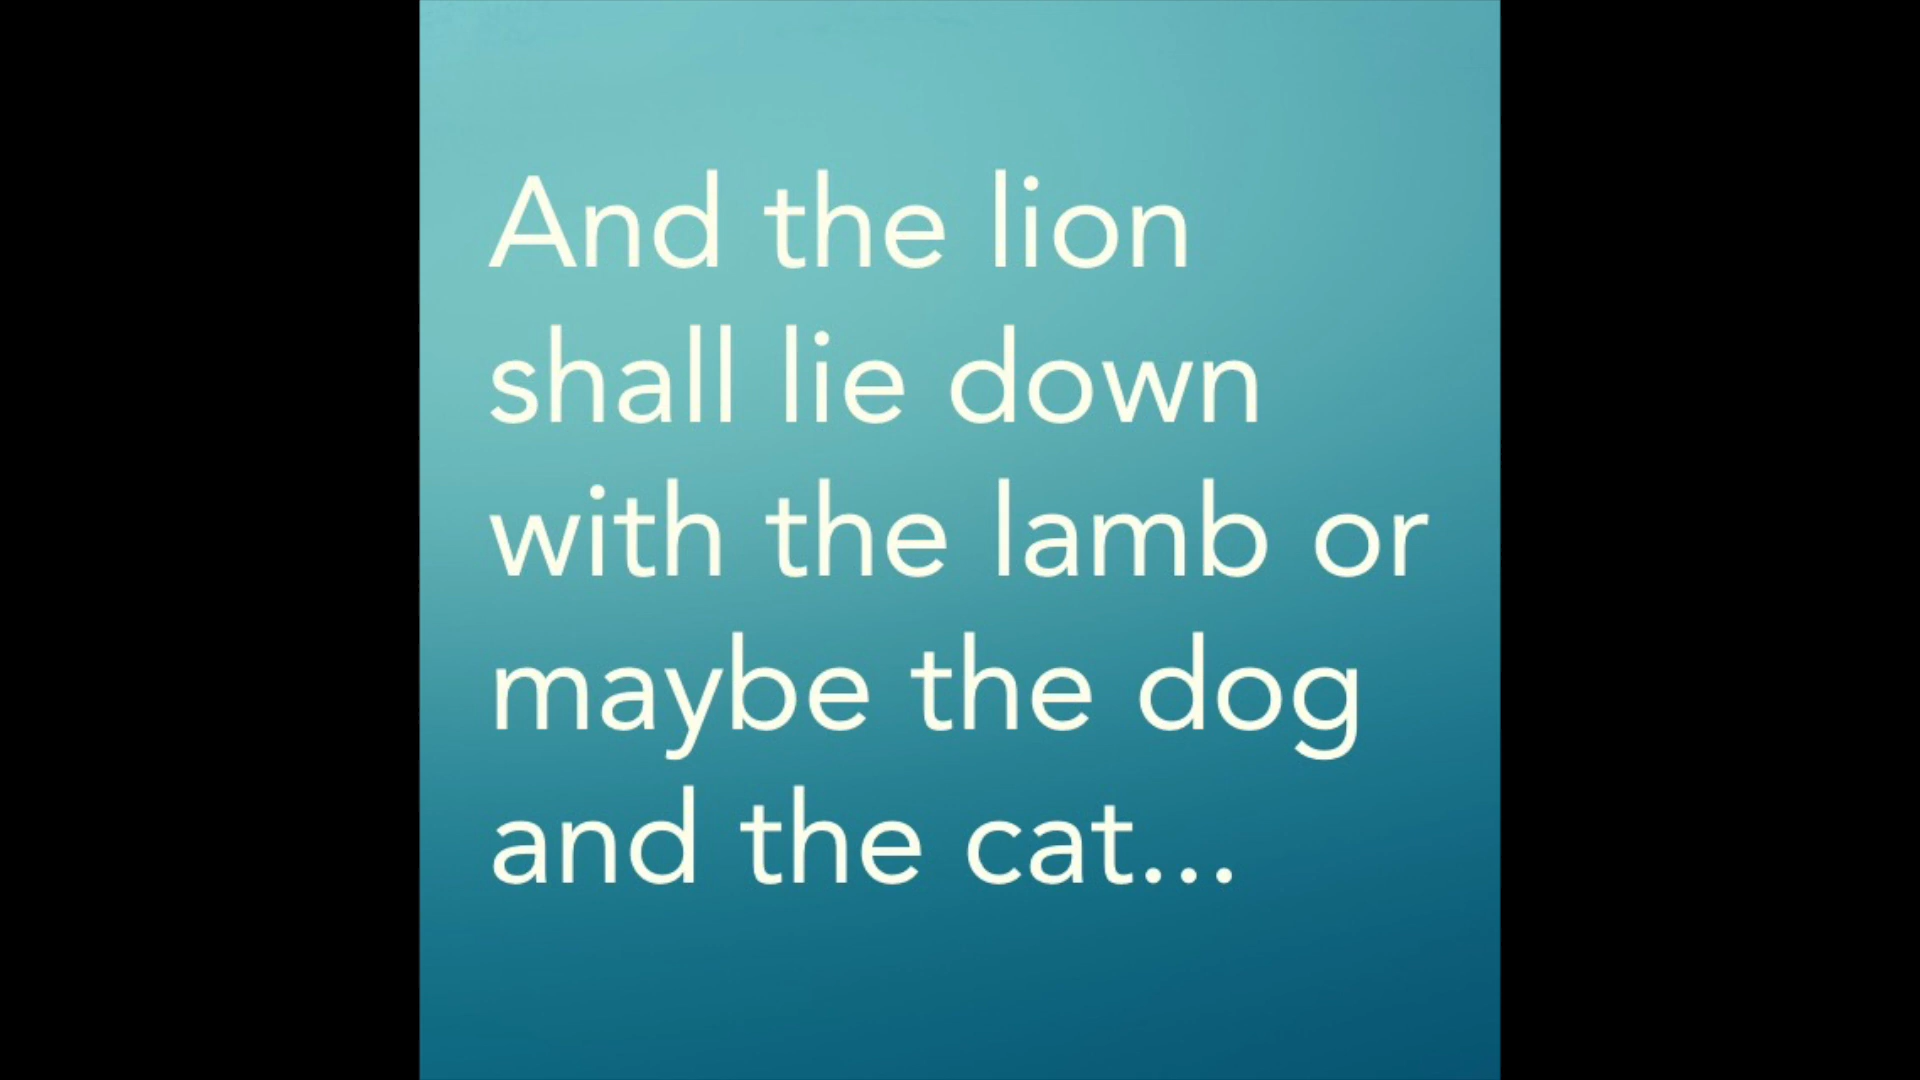 And the lion
shall lie down
with the lamb or
maybe the dog
and the cat...